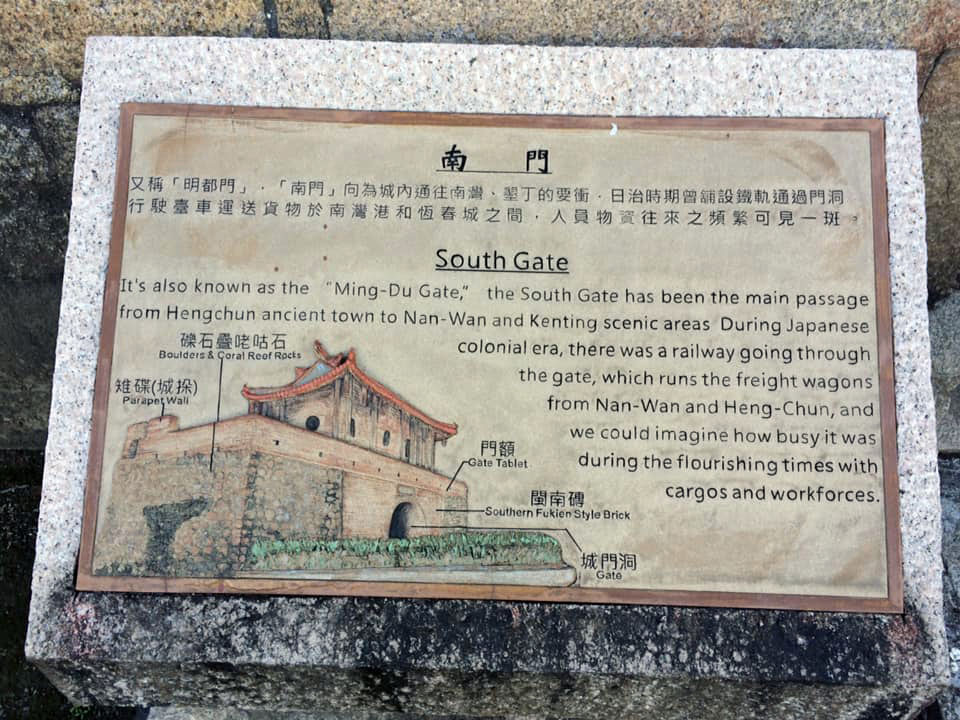 南 門
又稱「明都門」，「南門」向為城內通往南灣、墾丁的要衝，日治時期曾舖設鐵軌通過門洞
行駛臺車運送貨物於南灣港和恆春城之間，人員物資往來之頻繁可見一斑。
South Gate
It's also known as the “Ming-Du Gate,” the South Gate has been the main passage
from Hengchun ancient town to Nan-Wan and Kenting scenic areas During Japanese
colonial era, there was a railway going through
the gate, which runs the freight wagons
from Nan-Wan and Heng-Chun, and
we could imagine how busy it was
during the flourishing times with
cargos and workforces.
礫石疊咾咕石
Boulders & Coral Reef Rocks
雉碟(城採)
Parapet Wall
門額
Gate Tablet
閩南磚
Southern Fukien Style Brick
城門洞
Gate